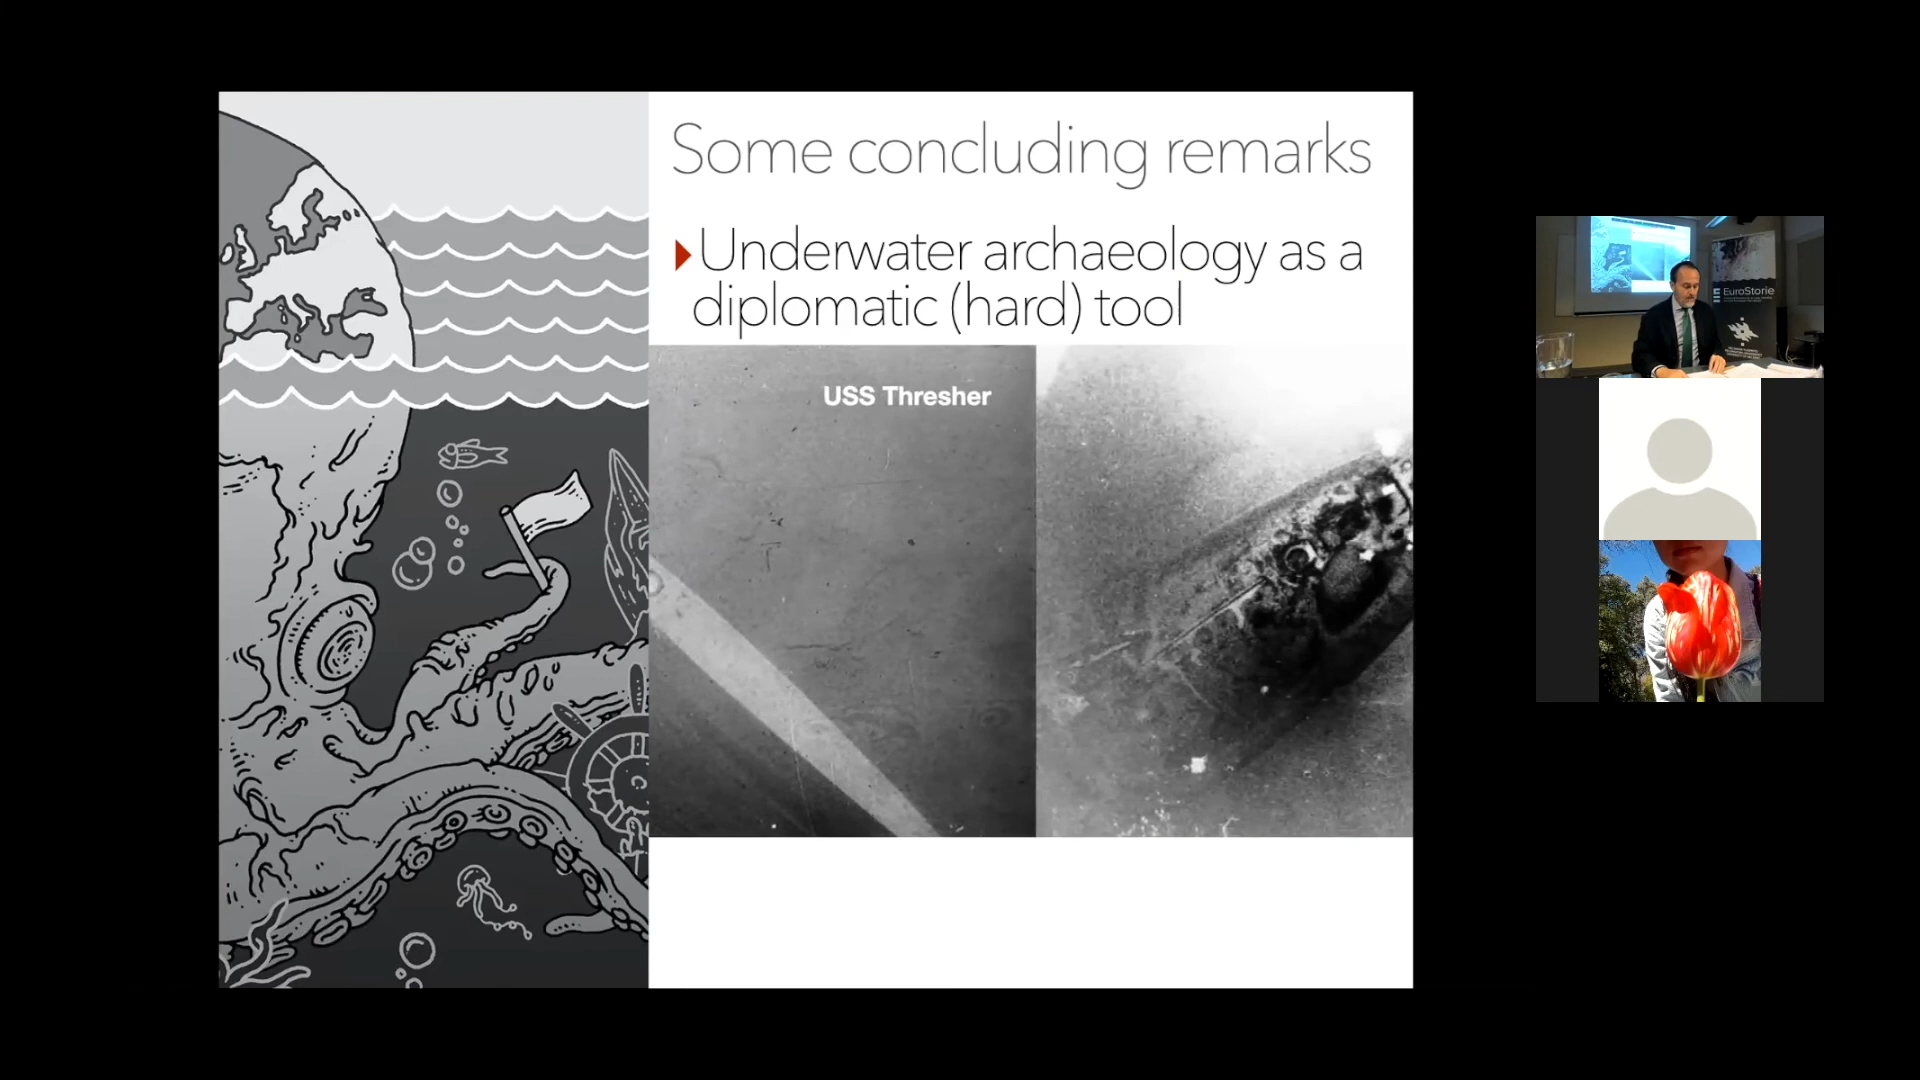 Some concluding remarks
Underwater archaeology as a
diplomatic (hard) tool
USS Thresher
EuroStorie